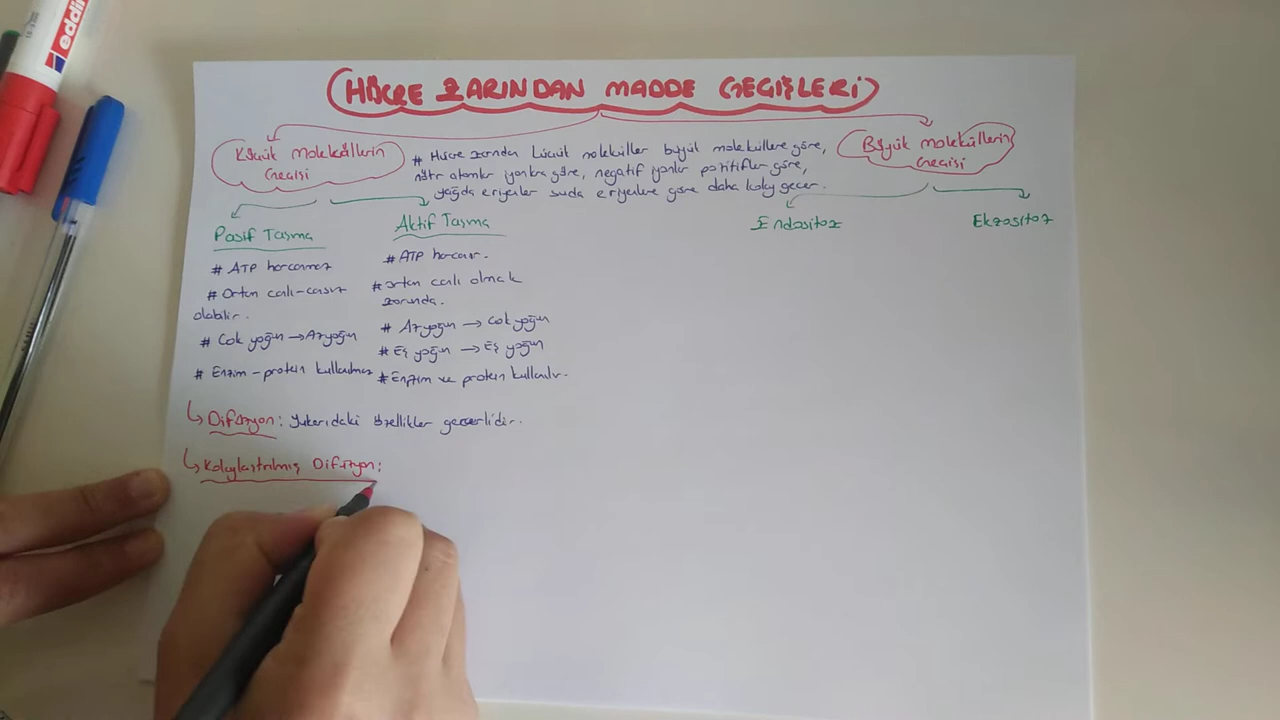 HÜCRE ZARINDAN MADDE GEÇİŞLERİ
Küçük Moleküllerin
Geçişi
# Hücre zarında küçük moleküller büyük moleküllere göre,
nötr atomlar iyonlara göre, negatif iyonlar pozitifler göre,
yağda eriyenler suda eriyenlere göre daha kolay geçer.
Büyük moleküllerin
Geçişi
Pasif Taşıma
# ATP harcanmaz
# Ortam canlı-cansız
olabilir.
# Çok yoğun → Az yoğun
# Enzim - protein kullanılmaz
Aktif Taşıma
# ATP harcanır.
# Ortam canlı olmak
zorunda.
# Az yoğun → Çok yoğun
# Eş yoğun → Eş yoğun
# Enzim ve protein kullanılır.
Endositoz
Ekzositoz
↳ Difüzyon: Yukarıdaki özellikler geçerlidir.
↳ Kolaylaştırılmış Difüzyon:
eddin